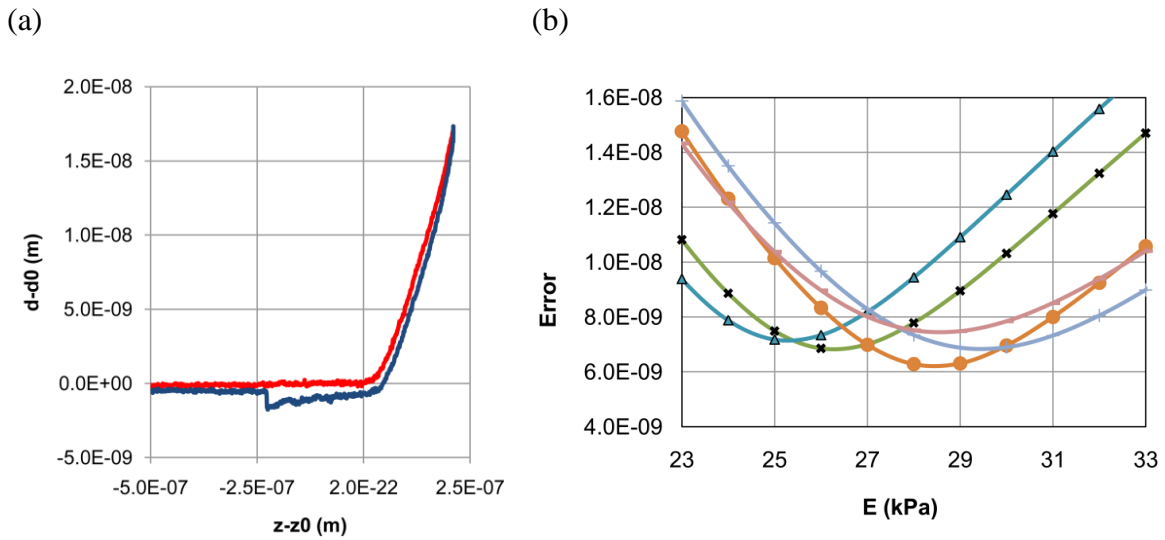 (a)
(b)
2.0E-08
1.5E-08
1.0E-08
5.0E-09
0.0E+00
-5.0E-09
d-d0 (m)
-5.0E-07
-2.5E-07
2.0E-22
2.5E-07
z-z0 (m)
1.6E-08
1.4E-08
1.2E-08
1.0E-08
8.0E-09
6.0E-09
4.0E-09
Error
23
25
27
29
31
33
E (kPa)